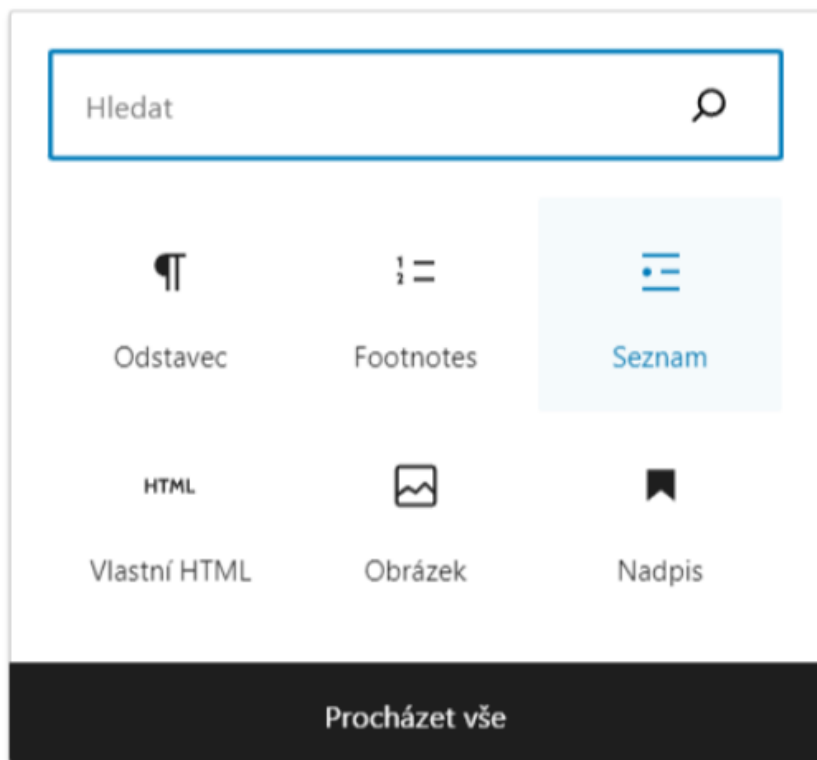 Hledat
Odstavec
Footnotes
Seznam
HTML
Vlastní HTML
Obrázek
Nadpis
Procházet vše